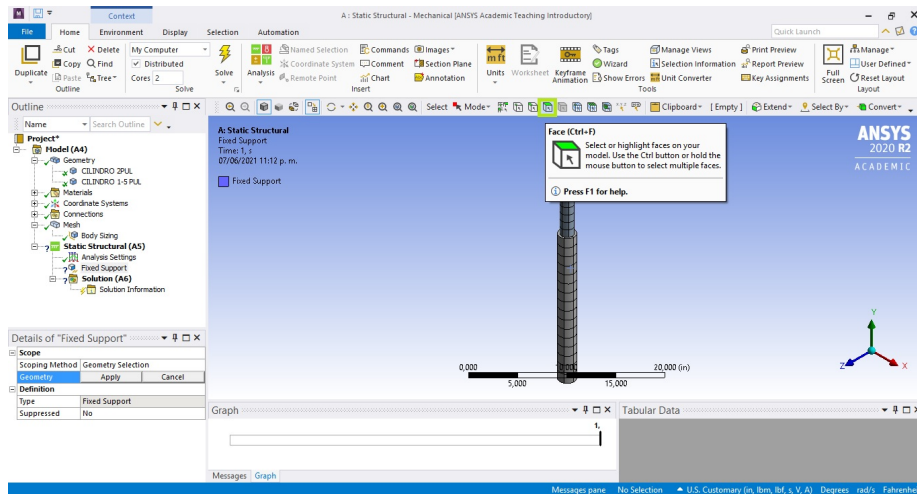 Context
A : Static Structural - Mechanical [ANSYS Academic Teaching Introductory]
File Home Environment Display Selection Automation Quick Launch
Duplicate
Cut
Copy
Paste
Delete
Find
Tree
Outline
My Computer
Distributed
Cores 2
Solve
Solve
Analysis
Named Selection
Coordinate System
Remote Point
Commands
Comment
Chart
Images
Section Plane
Annotation
Insert
Units
Worksheet
Keyframe Animation
Tags
Wizard
Show Errors
Manage Views
Selection Information
Unit Converter
Print Preview
Report Preview
Key Assignments
Tools
Full Screen
Manage
User Defined
Reset Layout
Layout
Outline
Select Mode Clipboard [ Empty ] Extend Select By Convert
Name Search Outline
Project*
Model (A4)
Geometry
CILINDRO 2PUL
CILINDRO 1-5 PUL
Materials
Coordinate Systems
Connections
Mesh
Body Sizing
Static Structural (A5)
Analysis Settings
Fixed Support
Solution (A6)
Solution Information
A: Static Structural
Fixed Support
Time: 1, s
07/06/2021 11:12 p. m.
Fixed Support
Face (Ctrl+F)
Select or highlight faces on your
model. Use the Ctrl button or hold the
mouse button to select multiple faces.
Press F1 for help.
ANSYS
2020 R2
ACADEMIC
Y
Z
X
0,000 20,000 (in)
5,000 15,000
Details of "Fixed Support"
Scope
Scoping Method Geometry Selection
Geometry Apply Cancel
Definition
Type Fixed Support
Suppressed No
Graph
1,
Messages Graph
Tabular Data
Messages pane No Selection U.S. Customary (in, lbm, lbf, s, V, A) Degrees rad/s Fahrenhe